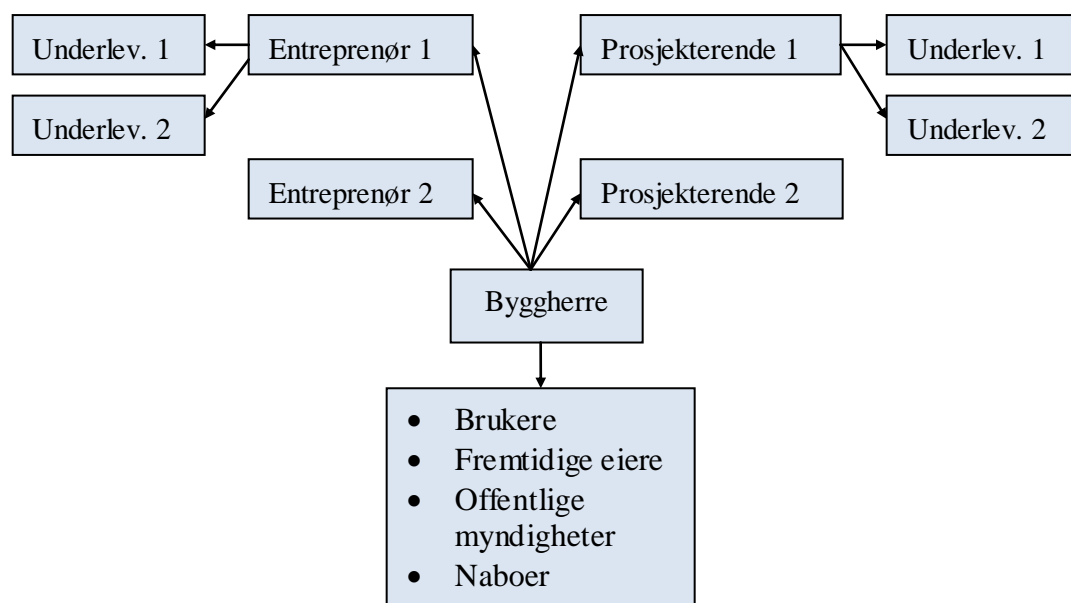 Underlev. 1
Entreprenør 1
Prosjekterende 1
Underlev. 1
Underlev. 2
Underlev. 2
Entreprenør 2
Prosjekterende 2
Byggherre
• Brukere
• Fremtidige eiere
• Offentlige
myndigheter
• Naboer